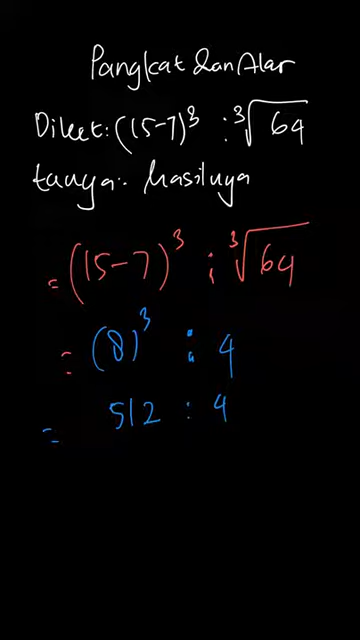 Pangkat dan Akar
Diket: (15-7)³ : ³√64
tanya: hasilnya
= (15-7)³ : ³√64
= (8)³ : 4
= 512 : 4